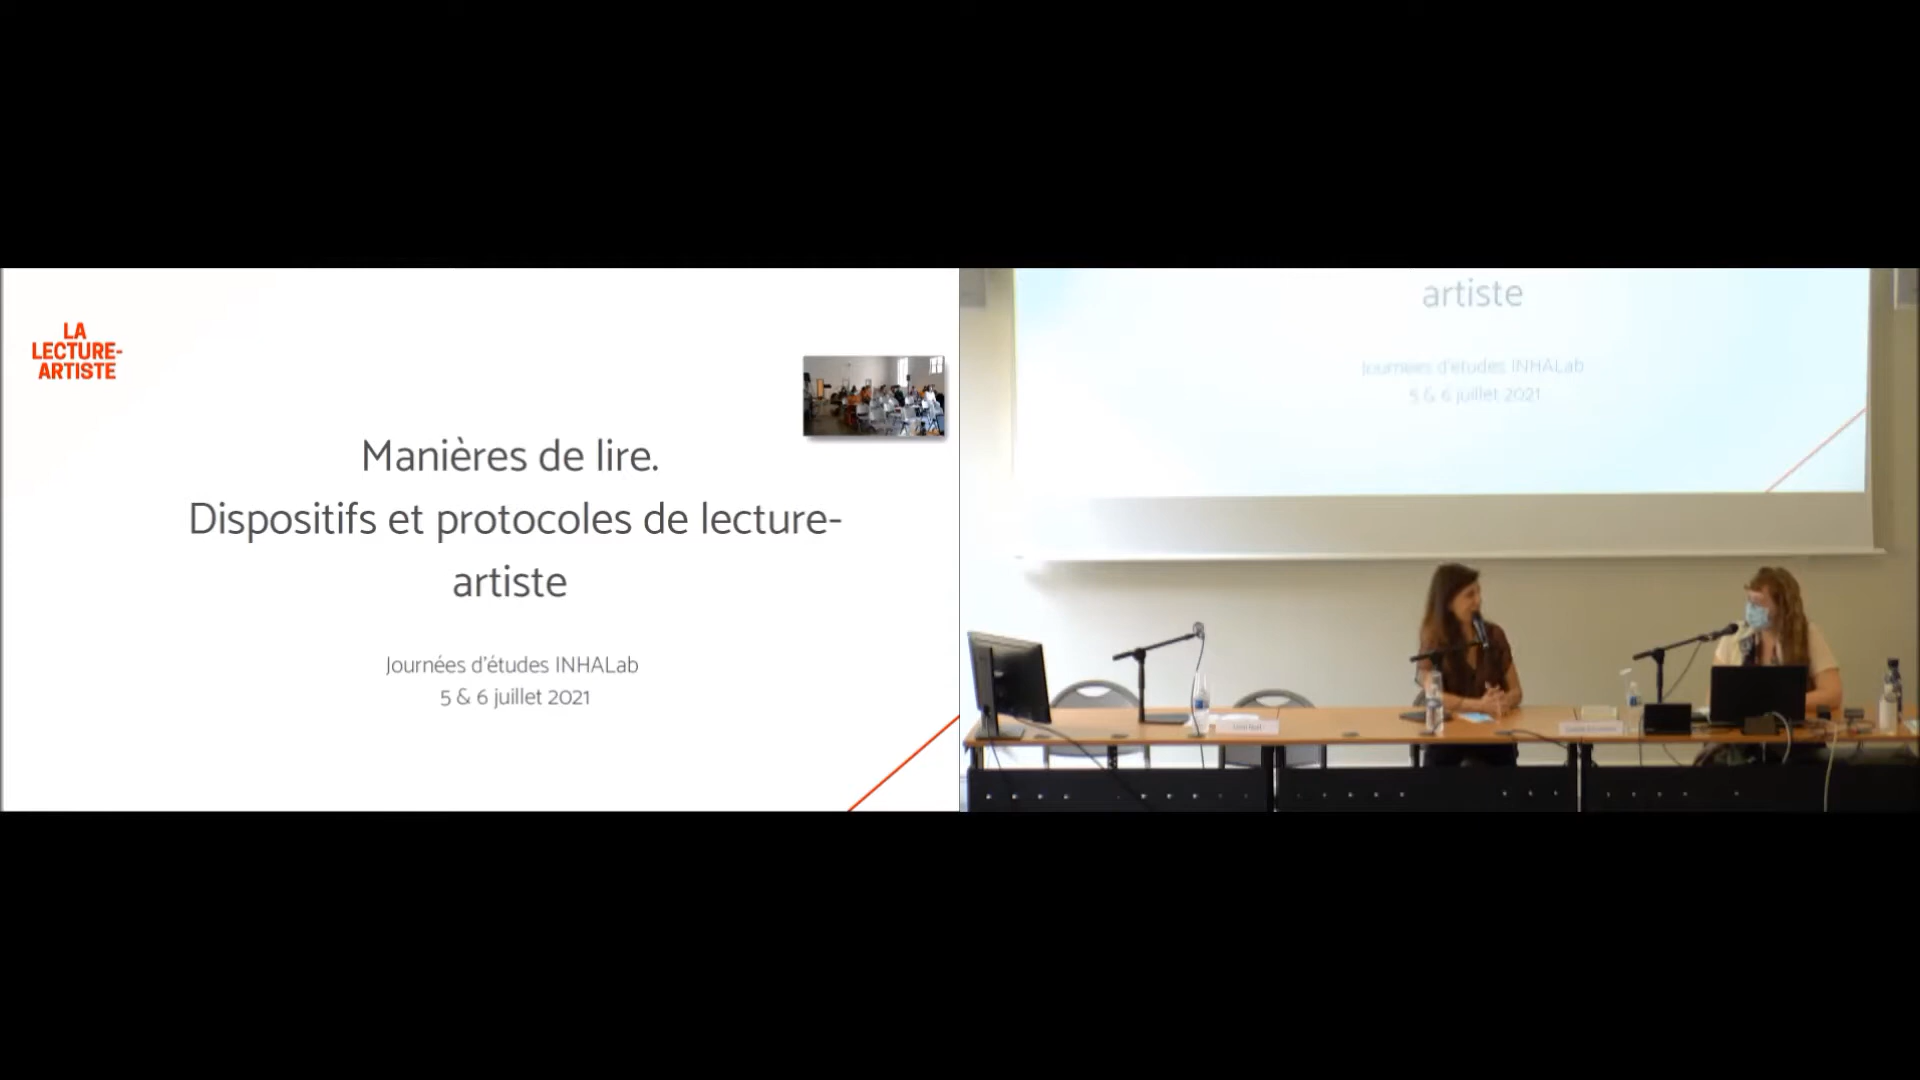 LA
LECTURE-
ARTISTE
Manières de lire.
Dispositifs et protocoles de lecture-
artiste
Journées d'études INHALab
5 & 6 juillet 2021
artiste
Journées d'études INHALab
5 & 6 juillet 2021